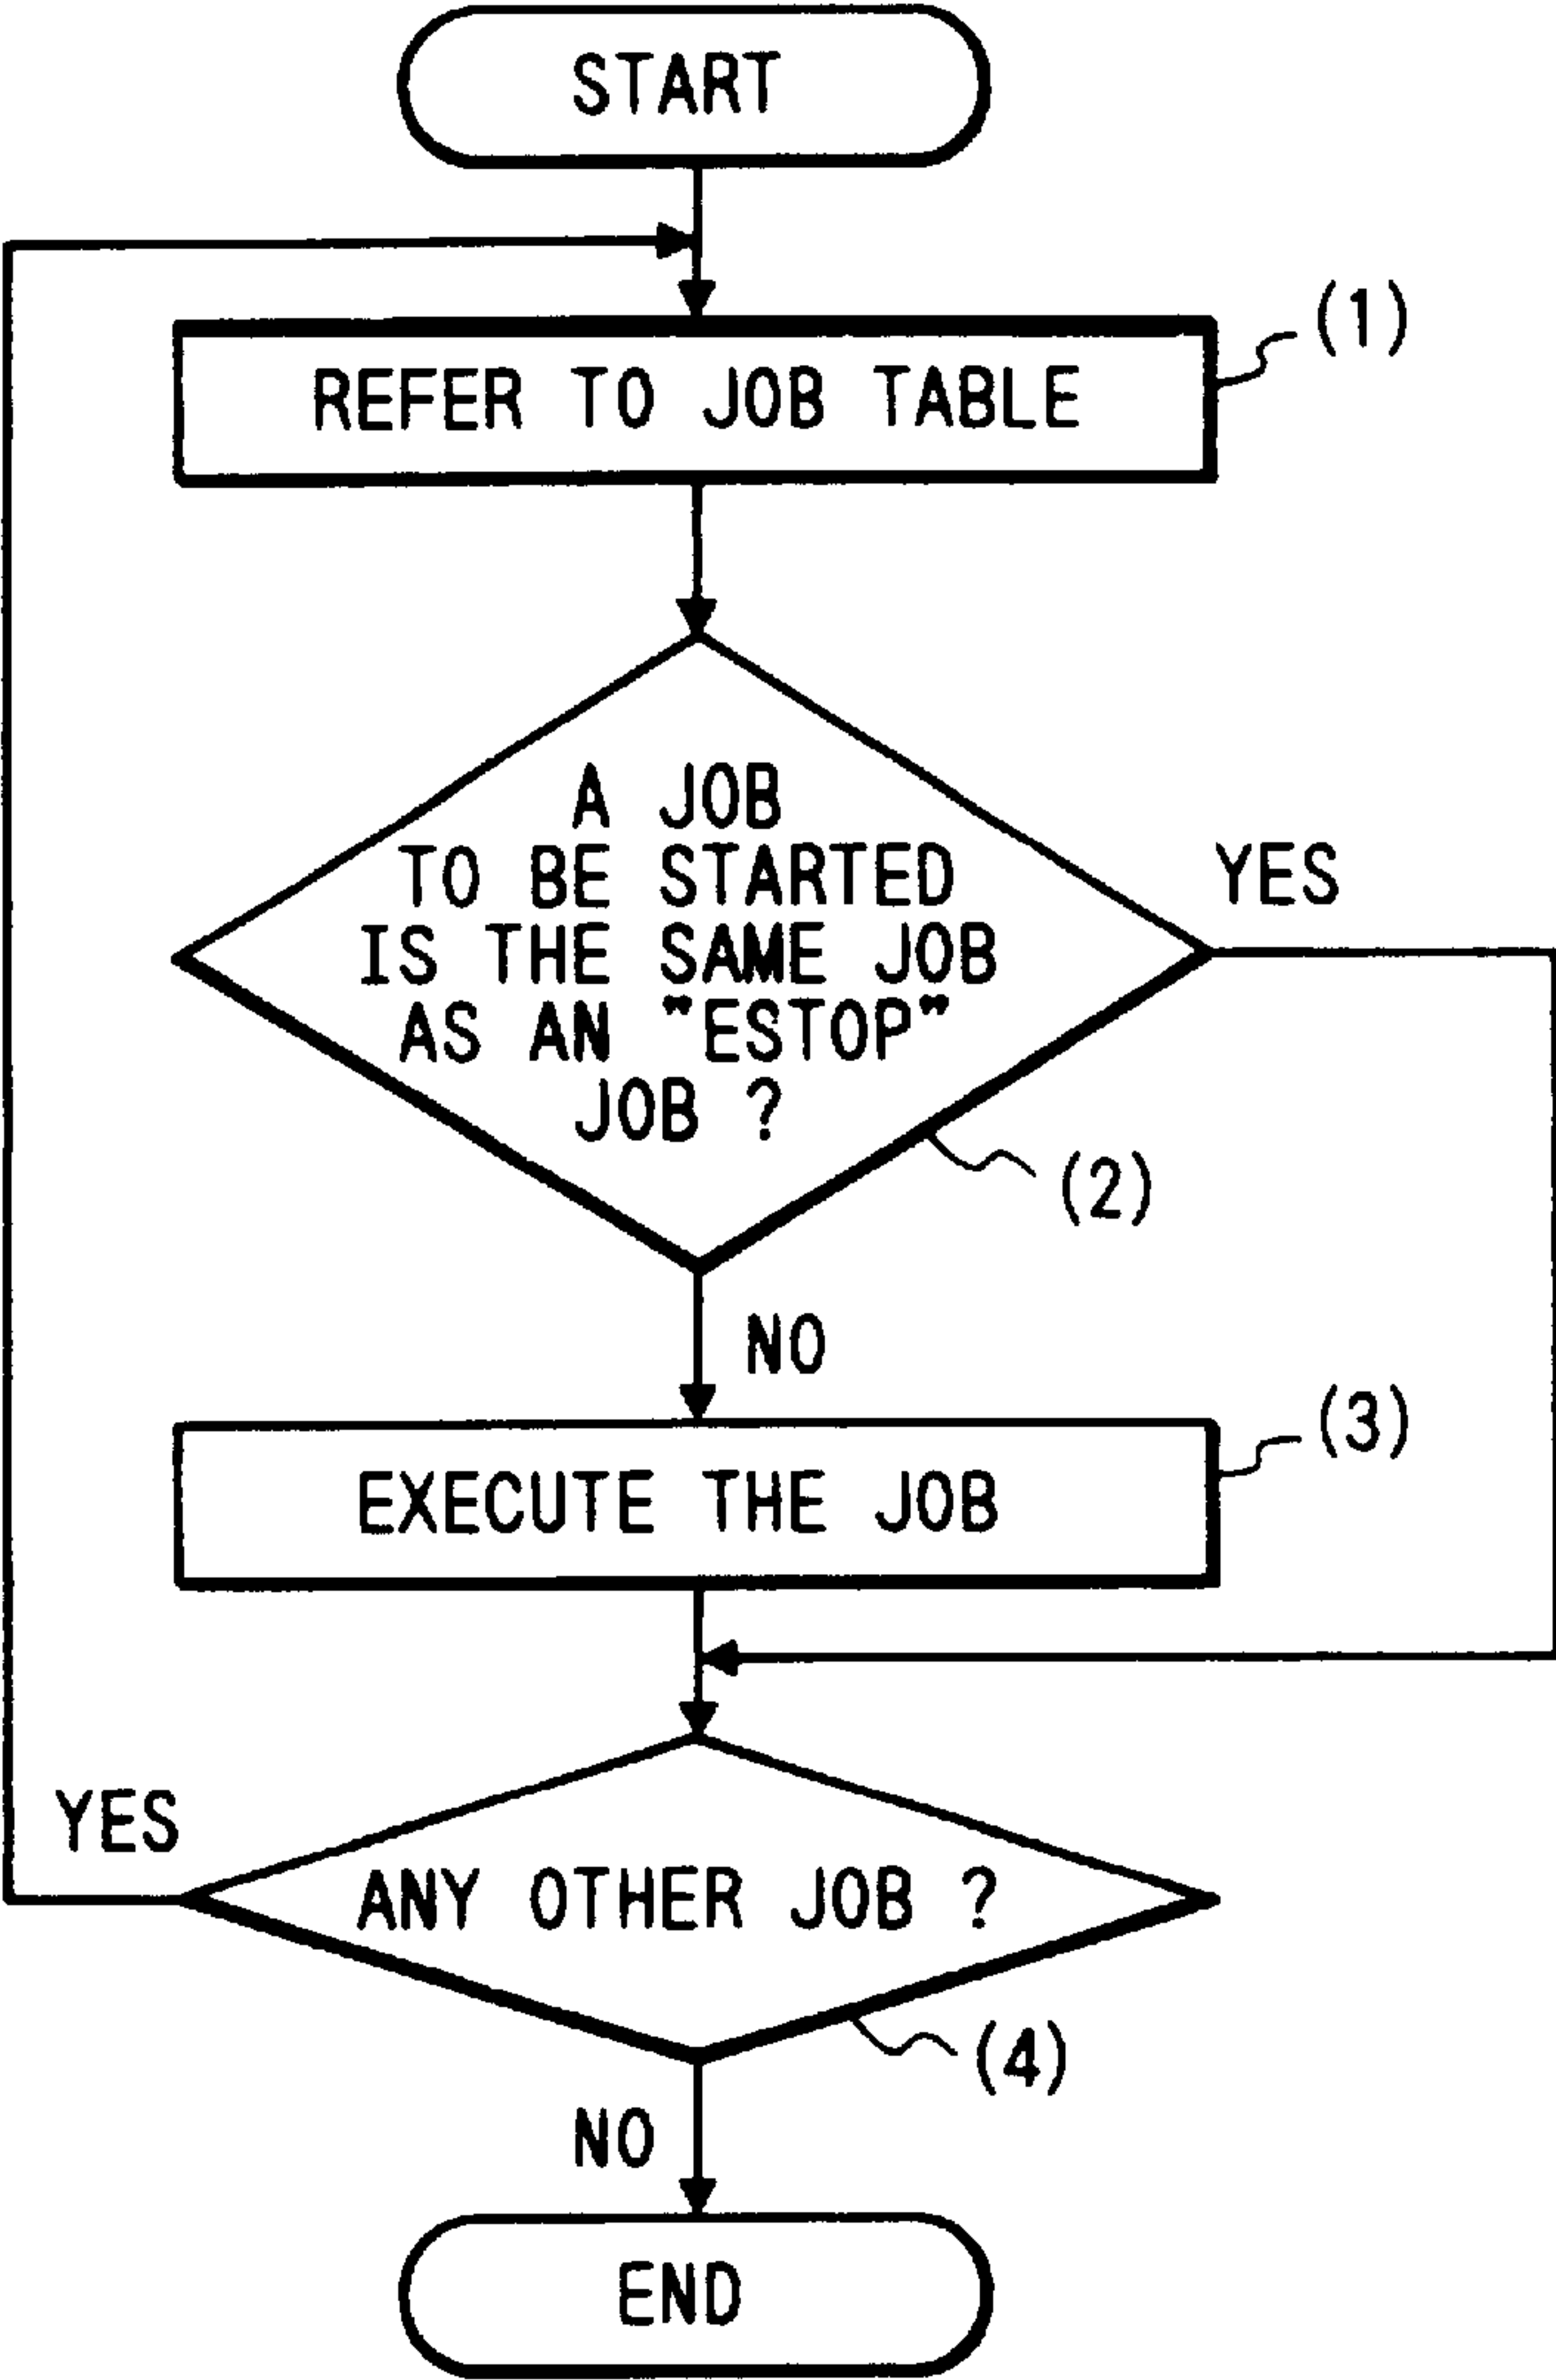 START
REFER TO JOB TABLE
(1)
A JOB
TO BE STARTED
IS THE SAME JOB
AS AN "ESTOP"
JOB ?
YES
(2)
NO
EXECUTE THE JOB
(3)
YES
ANY OTHER JOB ?
(4)
NO
END